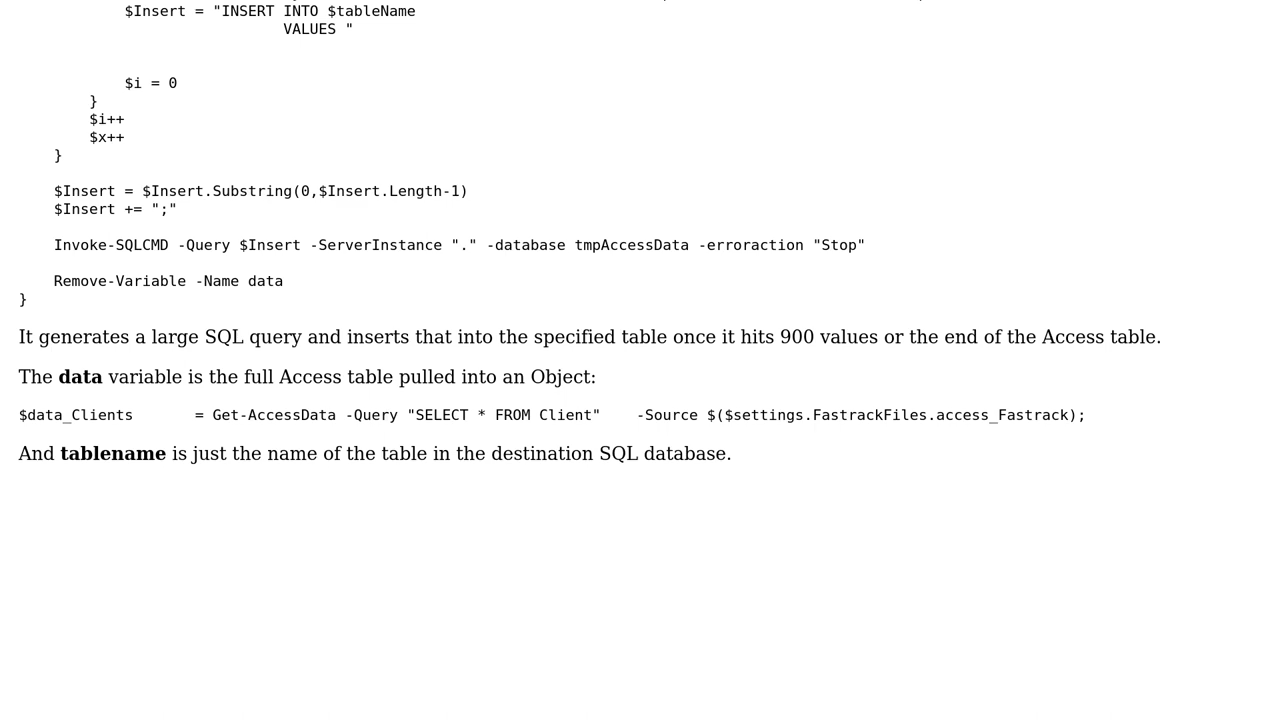 $Insert = "INSERT INTO $tableName
VALUES "
$i = 0
}
$i++
$x++
}
$Insert = $Insert.Substring(0,$Insert.Length-1)
$Insert += ";"
Invoke-SQLCMD -Query $Insert -ServerInstance "." -database tmpAccessData -erroraction "Stop"
Remove-Variable -Name data
}
It generates a large SQL query and inserts that into the specified table once it hits 900 values or the end of the Access table.
The data variable is the full Access table pulled into an Object:
$data_Clients       = Get-AccessData -Query "SELECT * FROM Client"    -Source $($settings.FastrackFiles.access_Fastrack);
And tablename is just the name of the table in the destination SQL database.